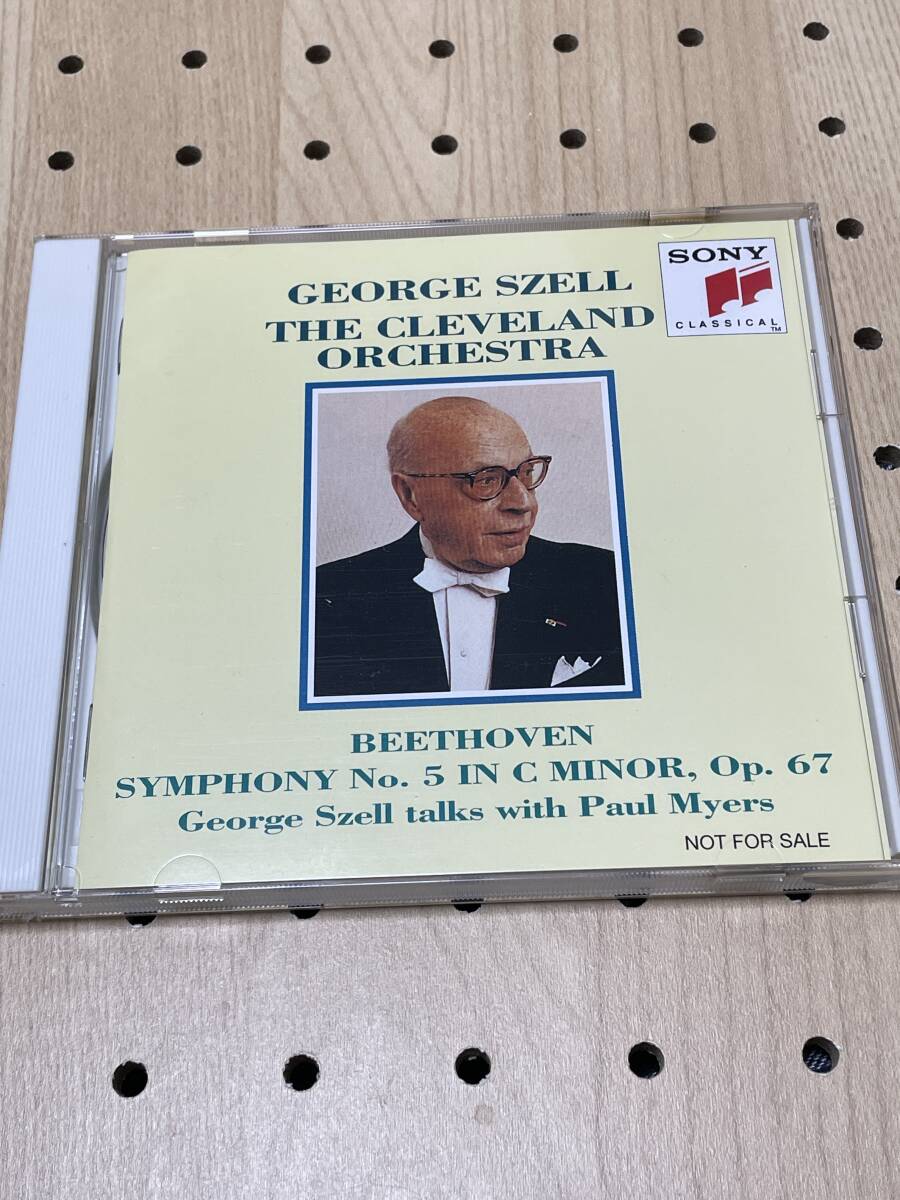 SONY
CLASSICAL TM
GEORGE SZELL
THE CLEVELAND
ORCHESTRA
BEETHOVEN
SYMPHONY No. 5 IN C MINOR, Op. 67
George Szell talks with Paul Myers
NOT FOR SALE